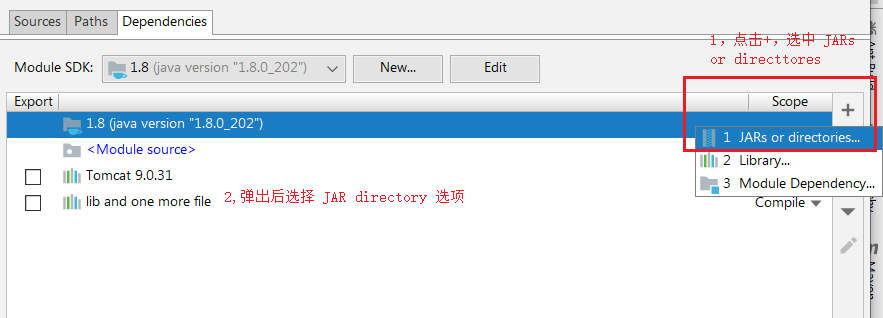 Sources Paths Dependencies
1, 点击+, 选中 JARs
or directtores
Module SDK: 1.8 (java version "1.8.0_202") New... Edit
Export Scope
1.8 (java version "1.8.0_202")
1 JARs or directories...
<Module source>
2 Library...
Tomcat 9.0.31
3 Module Dependency...
lib and one more file
2,弹出后选择 JAR directory 选项
Compile
Maven